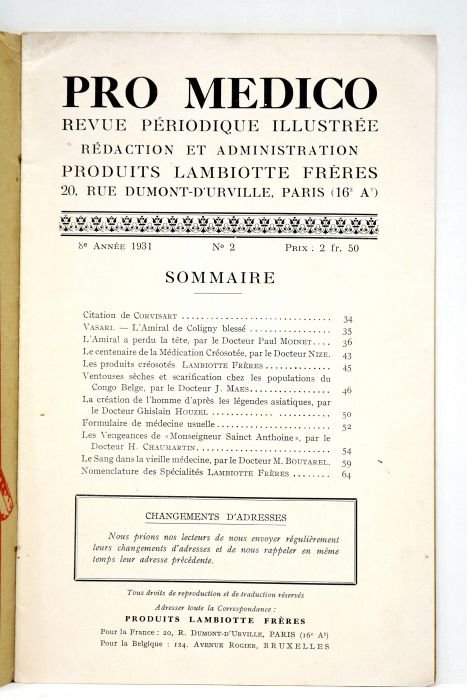 PRO MEDICO
REVUE PÉRIODIQUE ILLUSTRÉE
RÉDACTION ET ADMINISTRATION
PRODUITS LAMBIOTTE FRÈRES
20, RUE DUMONT-D'URVILLE, PARIS (16ᵉ Aᵗ)
8e ANNÉE 1931 No 2 PRIX : 2 fr. 50
SOMMAIRE
Citation de CORVISART ................................ 34
VASARI. — L'Amiral de Coligny blessé ................ 35
L'Amiral a perdu la tête, par le Docteur Paul MOINET.... 36
Le centenaire de la Médication Créosotée, par le Docteur NIZE. 43
Les produits créosotés LAMBIOTTE FRÈRES .............. 45
Ventouses sèches et scarification chez les populations du
Congo Belge, par le Docteur J. MAES................. 46
La création de l'homme d'après les légendes asiatiques, par
le Docteur Ghislain HOUZEL ......................... 50
Formulaire de médecine usuelle ....................... 52
Les Vengeances de «Monseigneur Sainct Anthoine», par le
Docteur H. CHAUMARTIN............................. 54
Le Sang dans la vieille médecine, par le Docteur M. BOUTAREL. 59
Nomenclature des Spécialités LAMBIOTTE FRÈRES ........ 64
CHANGEMENTS D'ADRESSES
Nous prions nos lecteurs de nous envoyer régulièrement
leurs changements d'adresses et de nous rappeler en même
temps leur adresse précédente.
Tous droits de reproduction et de traduction réservés
Adresser toute la Correspondance :
PRODUITS LAMBIOTTE FRÈRES
Pour la France : 20, R. DUMONT-D'URVILLE, PARIS (16e Aᵗ)
Pour la Belgique : 124, AVENUE ROGIER, BRUXELLES